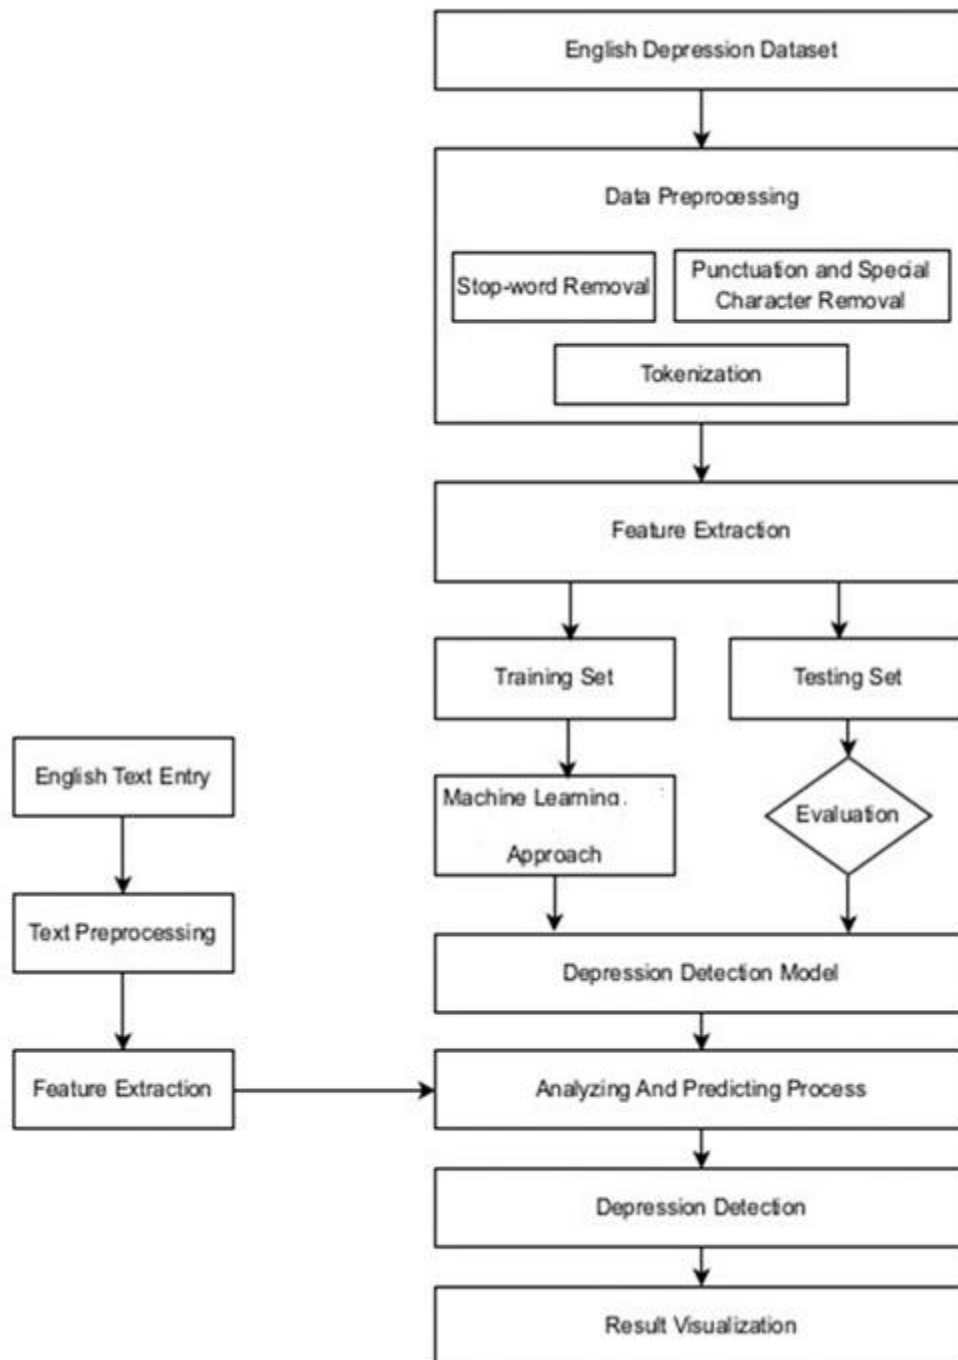 English Depression Dataset
Data Preprocessing
Stop-word Removal
Punctuation and Special
Character Removal
Tokenization
Feature Extraction
Training Set
Testing Set
English Text Entry
Machine Learning.
Approach
Evaluation
Text Preprocessing
Depression Detection Model
Feature Extraction
Analyzing And Predicting Process
Depression Detection
Result Visualization